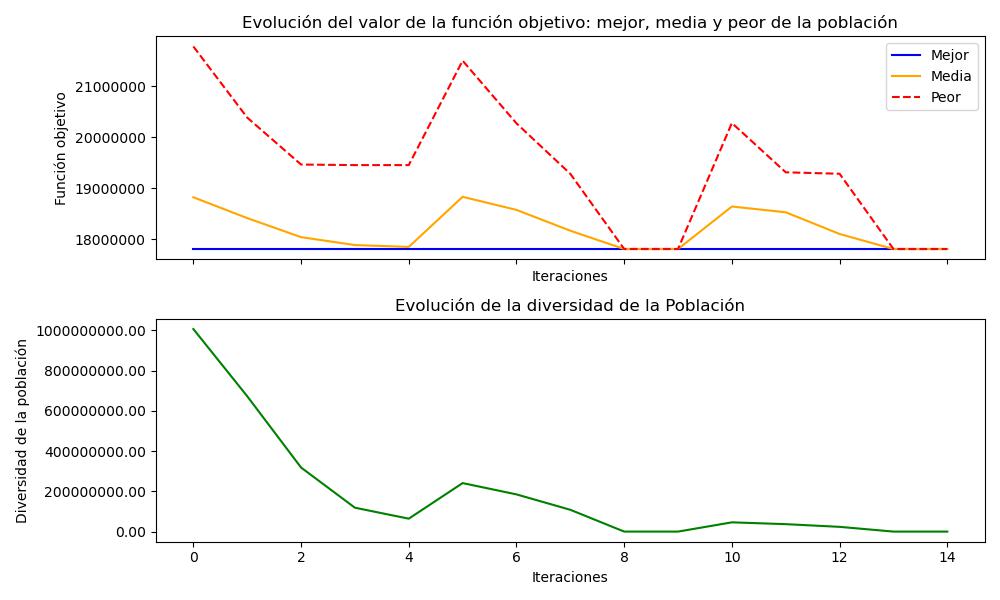 Evolución del valor de la función objetivo: mejor, media y peor de la población
Función objetivo
21000000
20000000
19000000
18000000
Mejor
Media
Peor
Iteraciones
Evolución de la diversidad de la Población
Diversidad de la población
1000000000.00
800000000.00
600000000.00
400000000.00
200000000.00
0.00
0 2 4 6 8 10 12 14
Iteraciones